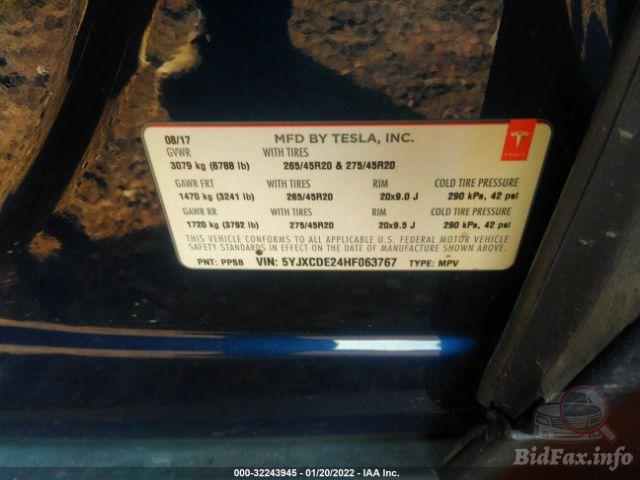 08/17 MFD BY TESLA, INC.
GVWR WITH TIRES
3079 kg (6788 lb) 265/45R20 & 275/45R20
TESLA
GAWR FRT WITH TIRES RIM COLD TIRE PRESSURE
1470 kg (3241 lb) 265/45R20 20x9.0 J 290 kPa, 42 psi
GAWR RR WITH TIRES RIM COLD TIRE PRESSURE
1720 kg (3792 lb) 275/45R20 20x9.5 J 290 kPa, 42 psi
THIS VEHICLE CONFORMS TO ALL APPLICABLE U.S. FEDERAL MOTOR VEHICLE
SAFETY STANDARDS IN EFFECT ON THE DATE OF MANUFACTURE SHOWN ABOVE.
PNT: PPSB VIN: 5YJXCDE24HF063767 TYPE: MPV
BidFax.info
000-32243945 - 01/20/2022 - IAA Inc.